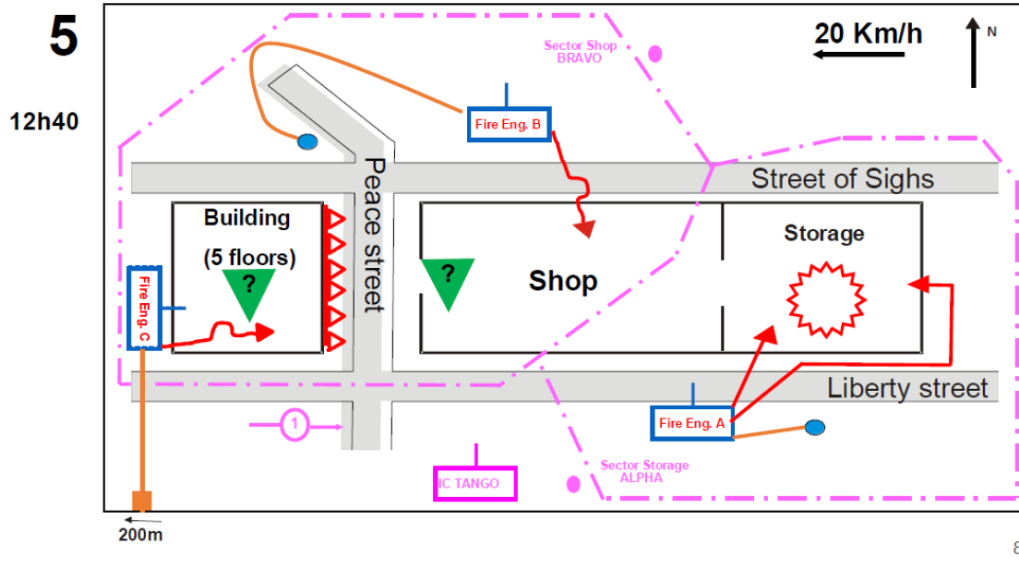 5
12h40
20 Km/h
N
Sector Shop
BRAVO
Fire Eng. B
Street of Sighs
Peace street
Building
(5 floors)
?
Fire Eng. C
?
Shop
Storage
Liberty street
Fire Eng. A
1
IC TANGO
Sector Storage
ALPHA
200m
8